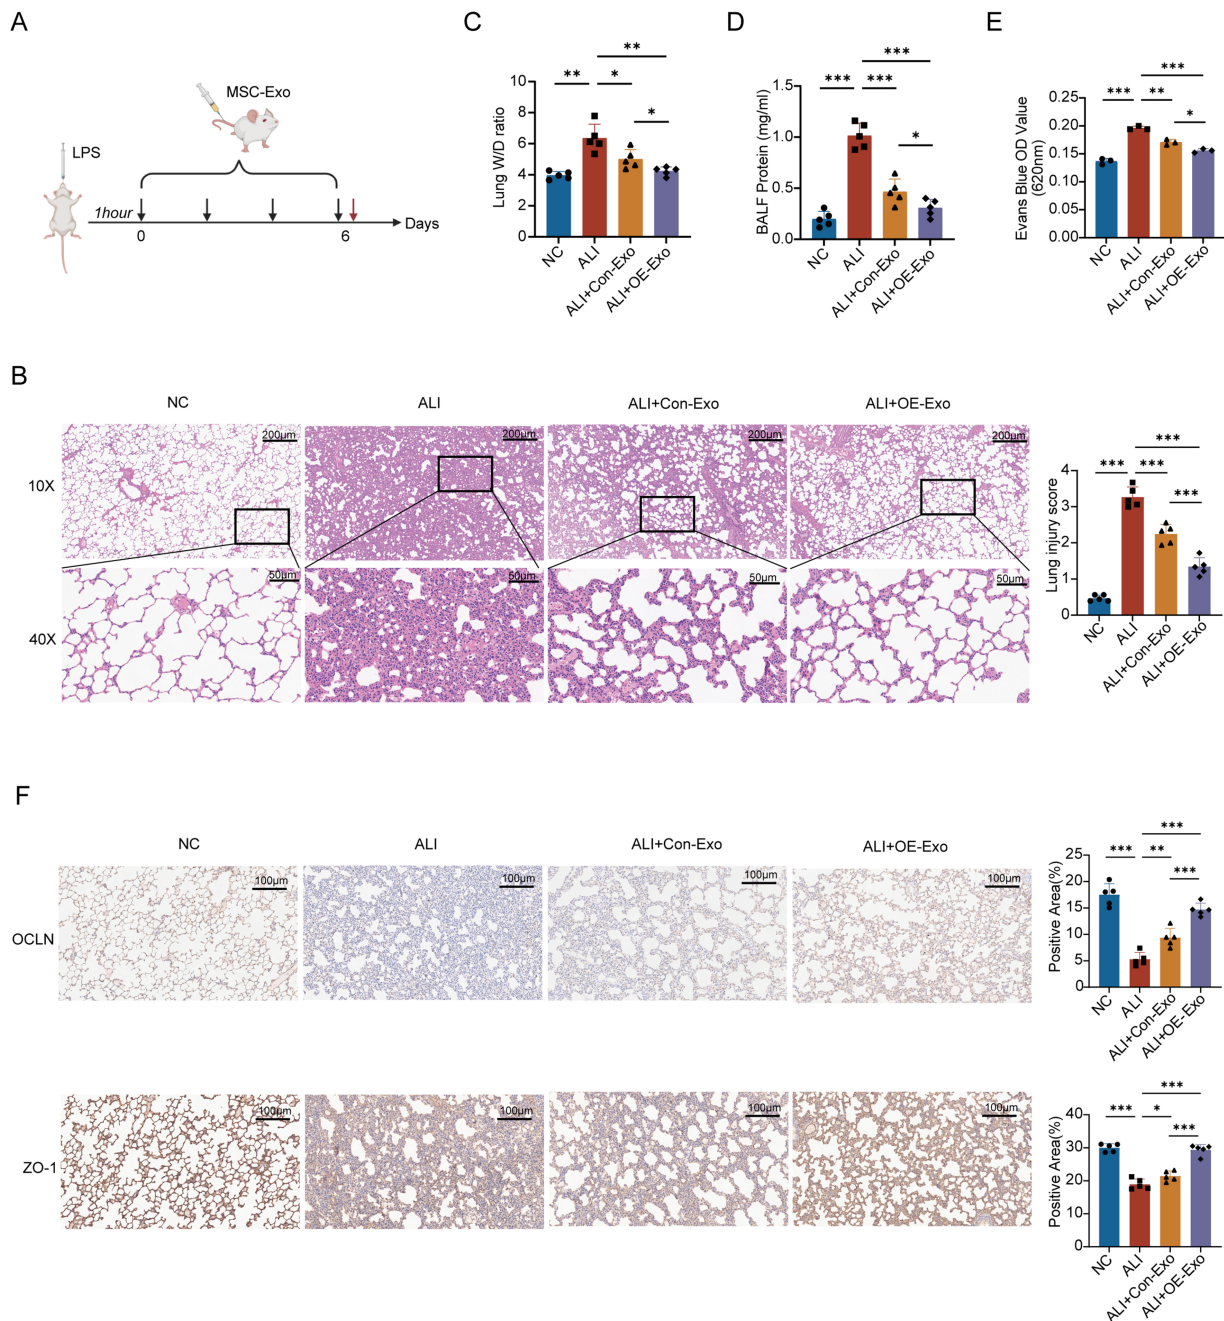 A
LPS
MSC-Exo
1hour
0
6
Days
C
Lung W/D ratio
10
8
6
4
2
0
**
**
*
*
NC
ALI
ALI+Con-Exo
ALI+OE-Exo
D
BALF Protein (mg/ml)
1.5
1.0
0.5
0.0
***
***
***
*
NC
ALI
ALI+Con-Exo
ALI+OE-Exo
E
Evans Blue OD Value
(620nm)
0.25
0.20
0.15
0.10
0.05
0.00
***
***
**
*
NC
ALI
ALI+Con-Exo
ALI+OE-Exo
B
NC
ALI
ALI+Con-Exo
ALI+OE-Exo
10X
200μm
200μm
200μm
200μm
40X
50μm
50μm
50μm
50μm
Lung injury score
4
3
2
1
0
***
***
***
***
NC
ALI
ALI+Con-Exo
ALI+OE-Exo
F
NC
ALI
ALI+Con-Exo
ALI+OE-Exo
OCLN
100μm
100μm
100μm
100μm
Positive Area(%)
25
20
15
10
5
0
***
***
**
***
NC
ALI
ALI+Con-Exo
ALI+OE-Exo
ZO-1
100μm
100μm
100μm
100μm
Positive Area(%)
40
30
20
10
0
***
***
*
***
NC
ALI
ALI+Con-Exo
ALI+OE-Exo